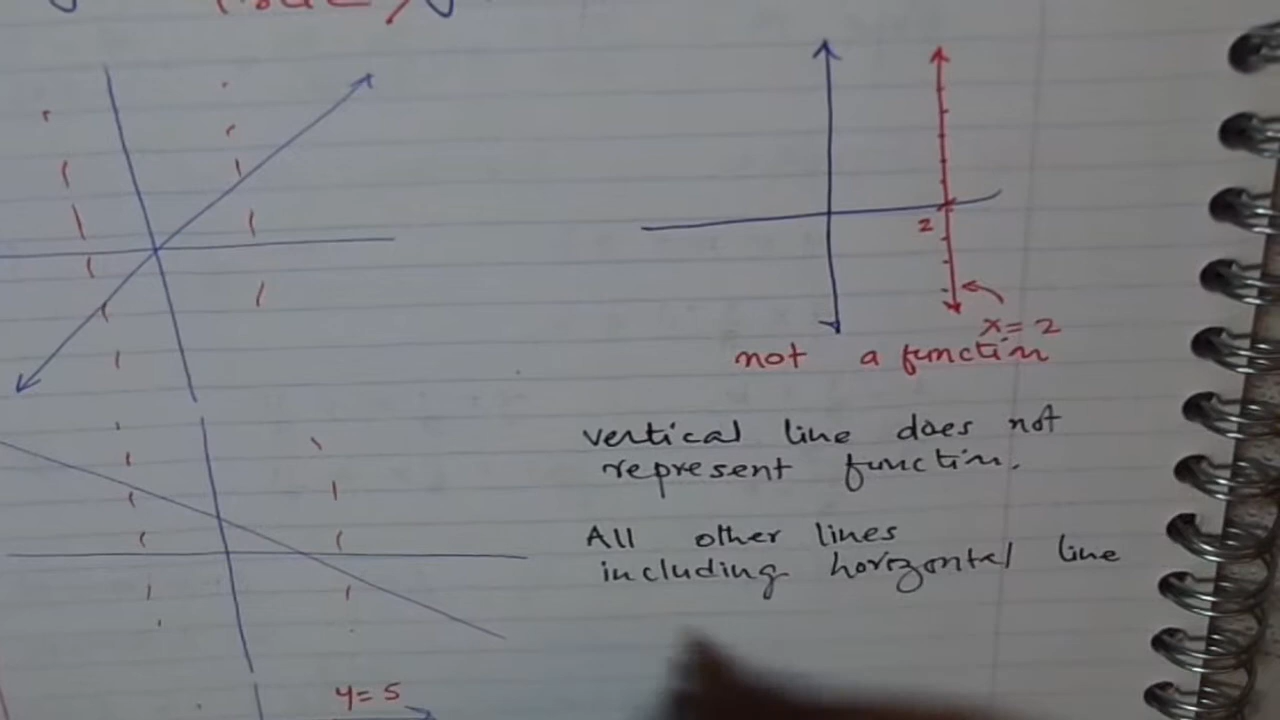 2
x = 2
not a function
vertical line does not
represent function.
All other lines
including horizontal line
y = 5